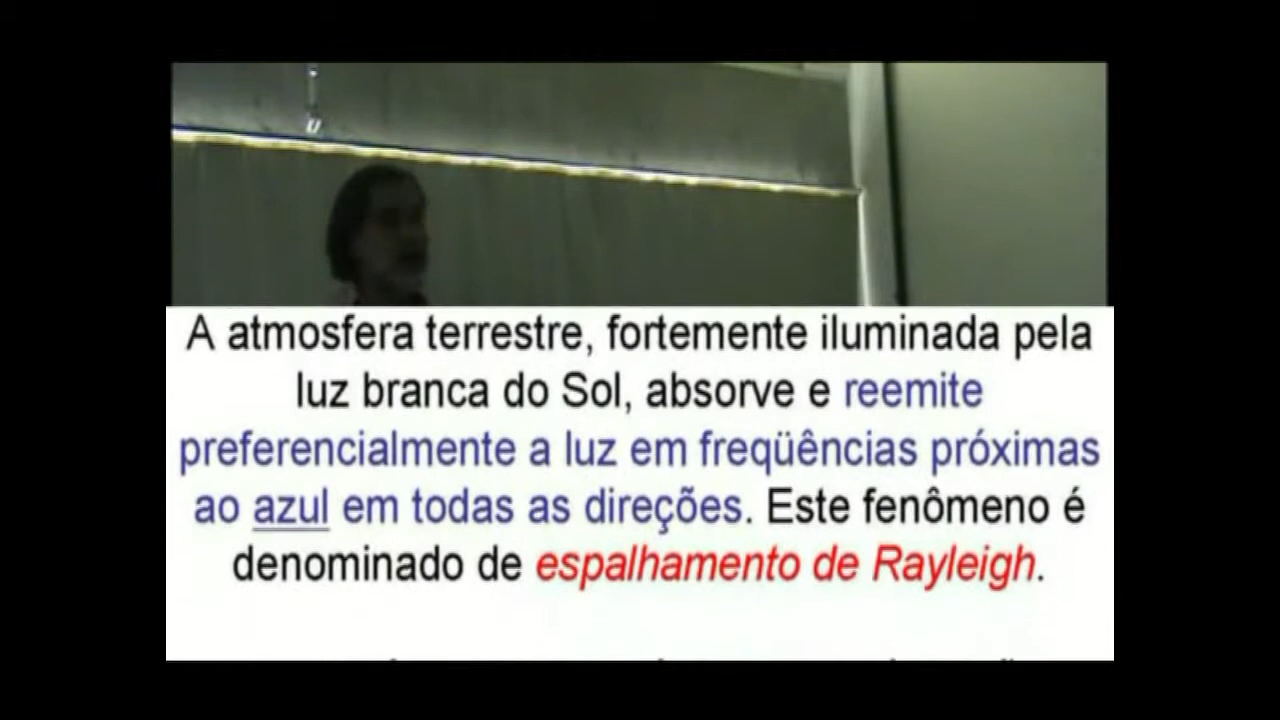 A atmosfera terrestre, fortemente iluminada pela
luz branca do Sol, absorve e reemite
preferencialmente a luz em freqüências próximas
ao azul em todas as direções. Este fenômeno é
denominado de espalhamento de Rayleigh.